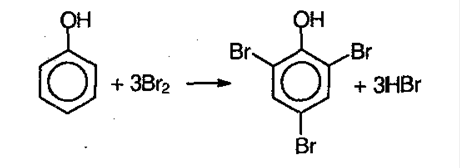 OH OH
Br Br
+ 3Br₂ + 3HBr
Br